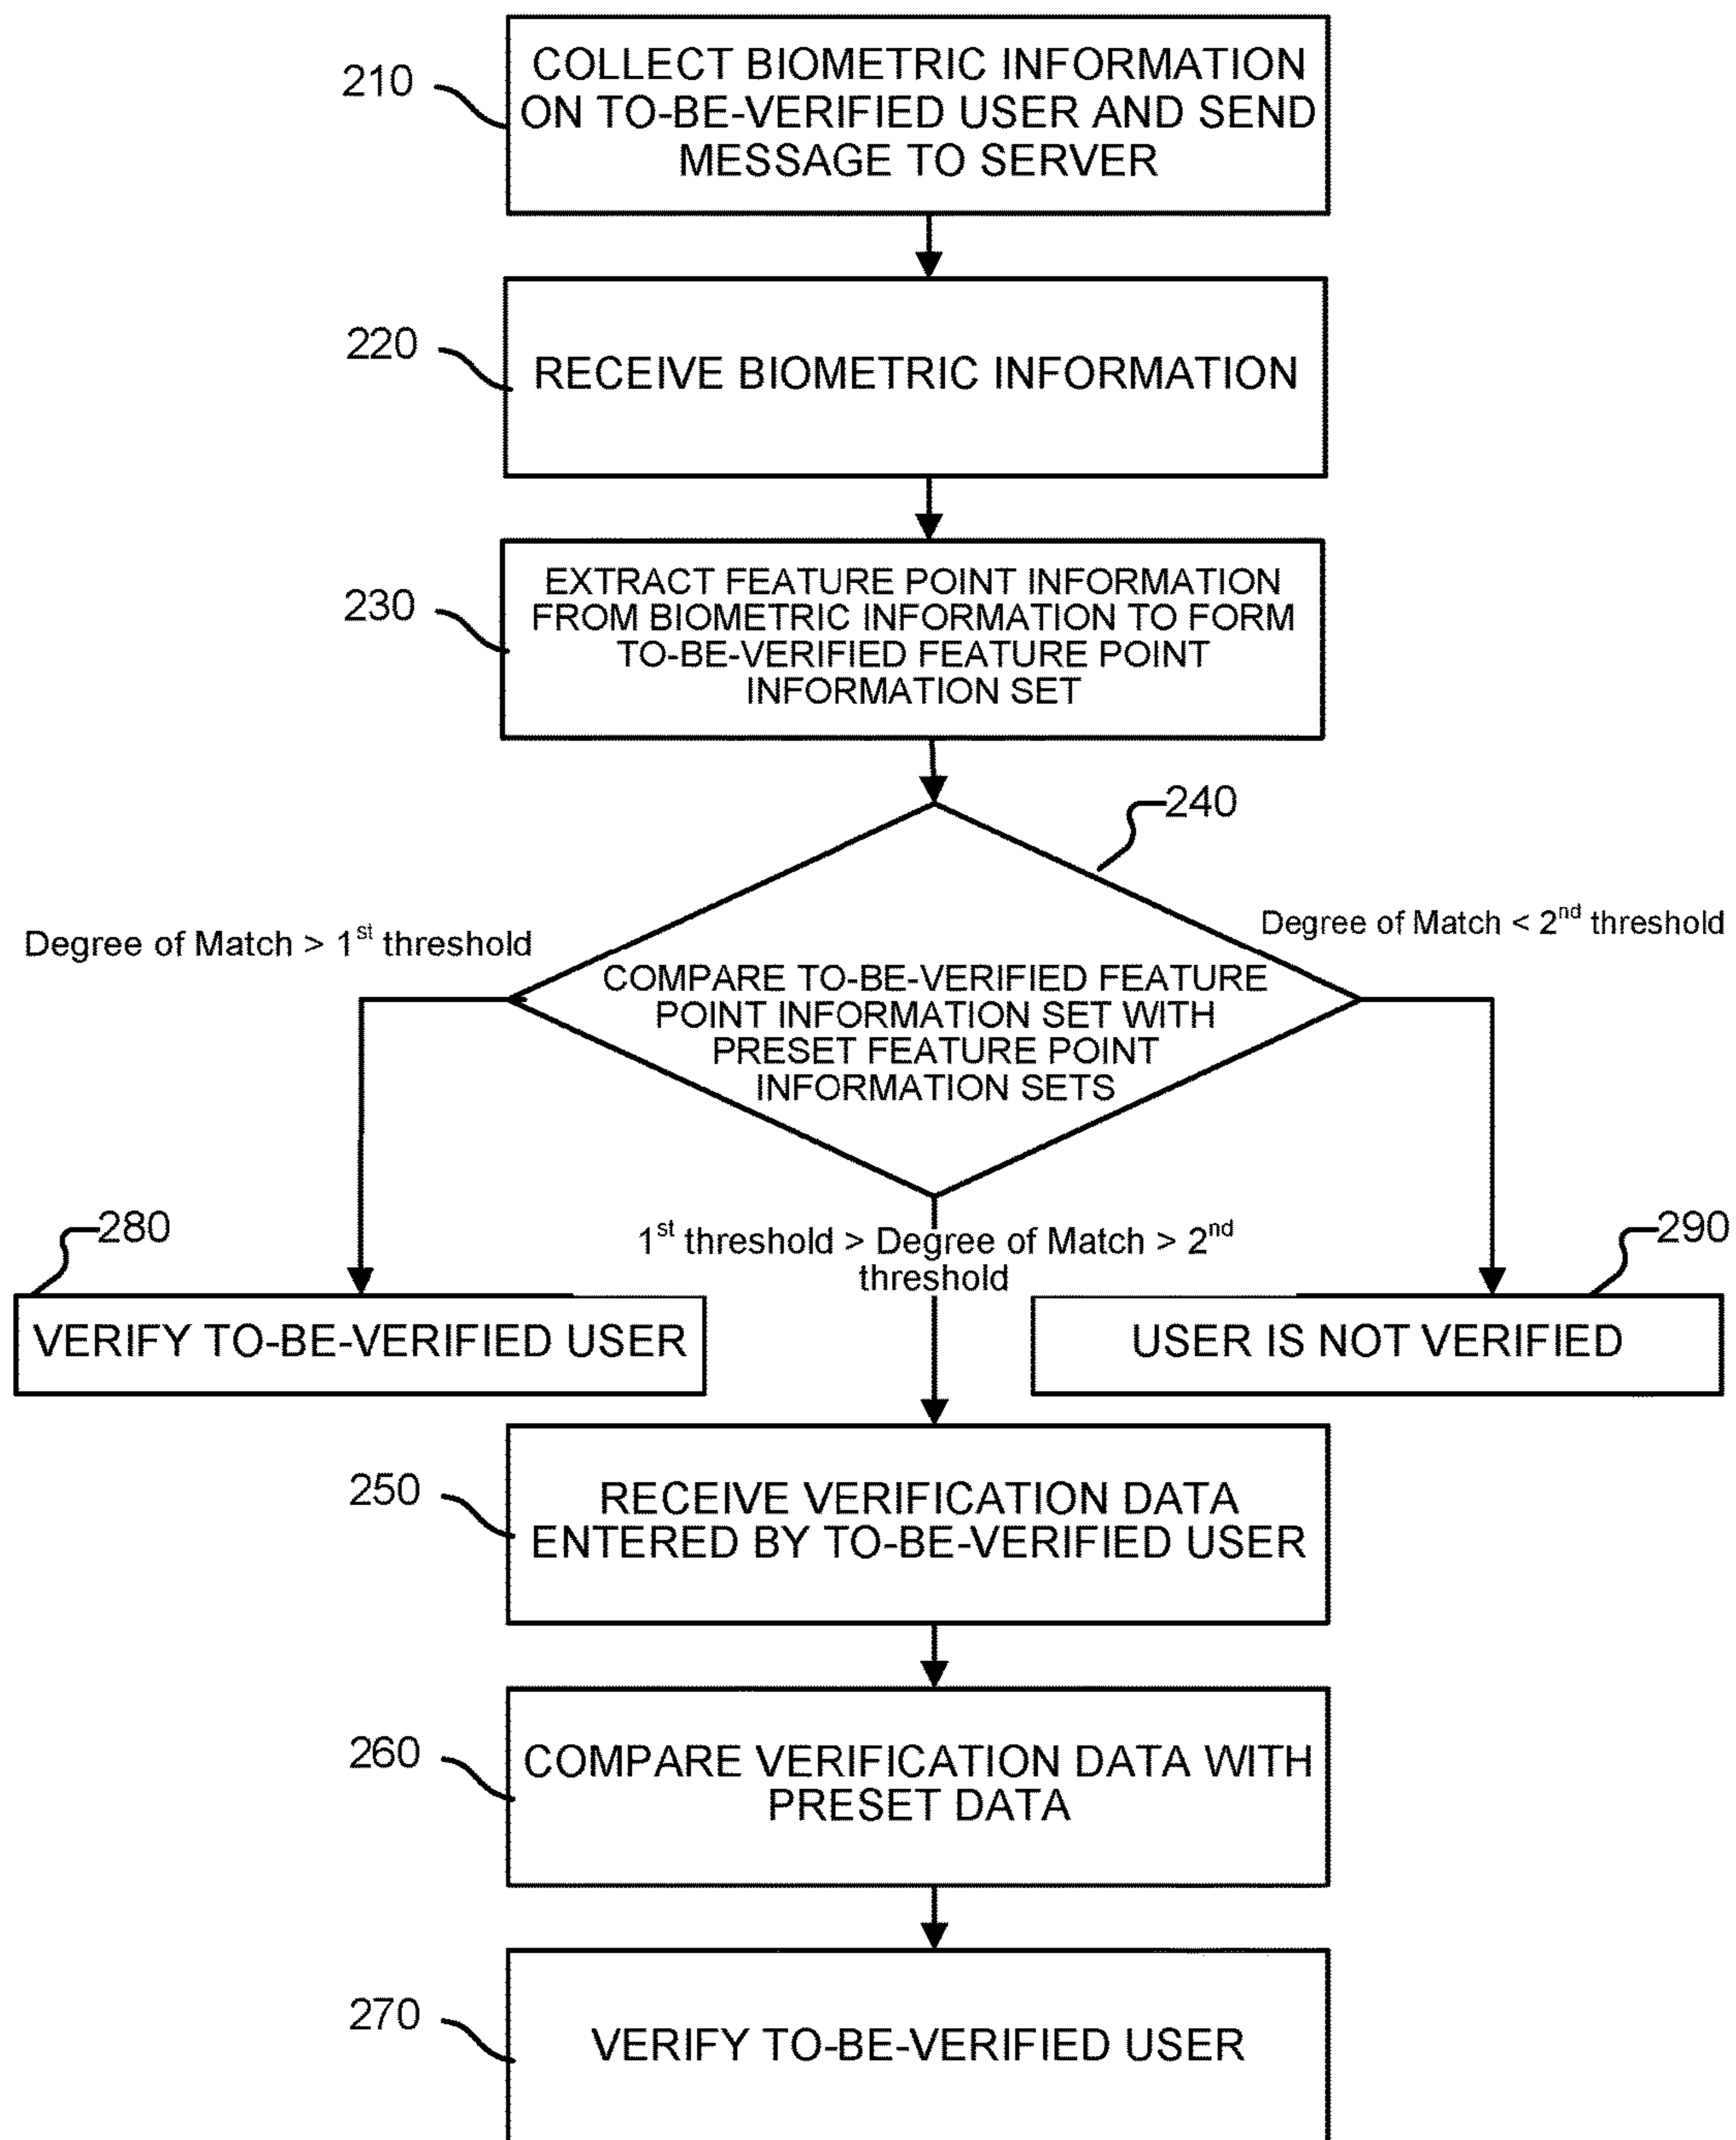 210
COLLECT BIOMETRIC INFORMATION
ON TO-BE-VERIFIED USER AND SEND
MESSAGE TO SERVER
220
RECEIVE BIOMETRIC INFORMATION
230
EXTRACT FEATURE POINT INFORMATION
FROM BIOMETRIC INFORMATION TO FORM
TO-BE-VERIFIED FEATURE POINT
INFORMATION SET
240
Degree of Match > 1st threshold
Degree of Match < 2nd threshold
COMPARE TO-BE-VERIFIED FEATURE
POINT INFORMATION SET WITH
PRESET FEATURE POINT
INFORMATION SETS
280
1st threshold > Degree of Match > 2nd
threshold
290
VERIFY TO-BE-VERIFIED USER
USER IS NOT VERIFIED
250
RECEIVE VERIFICATION DATA
ENTERED BY TO-BE-VERIFIED USER
260
COMPARE VERIFICATION DATA WITH
PRESET DATA
270
VERIFY TO-BE-VERIFIED USER